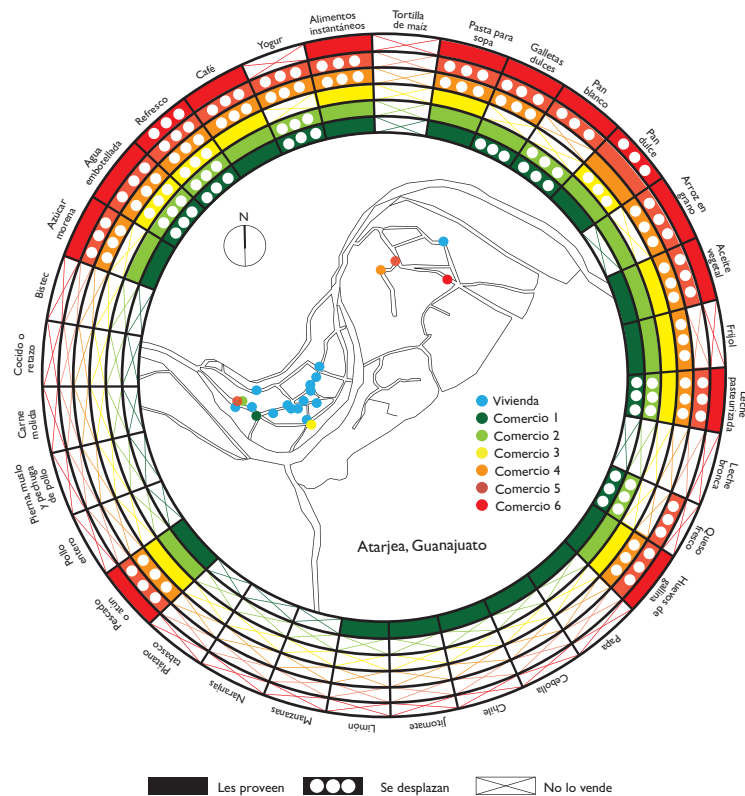 Alimentos
instantáneos
Tortilla
de maíz
Pasta para
sopa
Galletas
dulces
Pan
blanco
Pan
dulce
Arroz en
grano
Aceite
vegetal
Frijol
Leche
pasteurizada
Leche
bronca
Queso
fresco
Huevos de
gallina
Papa
Cebolla
Chile
Jitomate
Limón
Manzanas
Naranjas
Plátano
tabasco
Pescado
o atún
Pollo
entero
Pierna, muslo
y pechuga
de pollo
Carne
molida
Cocido o
retazo
Bistec
Azúcar
morena
Agua
embotellada
Refresco
Café
Yogur
N
Vivienda
Comercio 1
Comercio 2
Comercio 3
Comercio 4
Comercio 5
Comercio 6
Atarjea, Guanajuato
Les proveen
Se desplazan
No lo vende